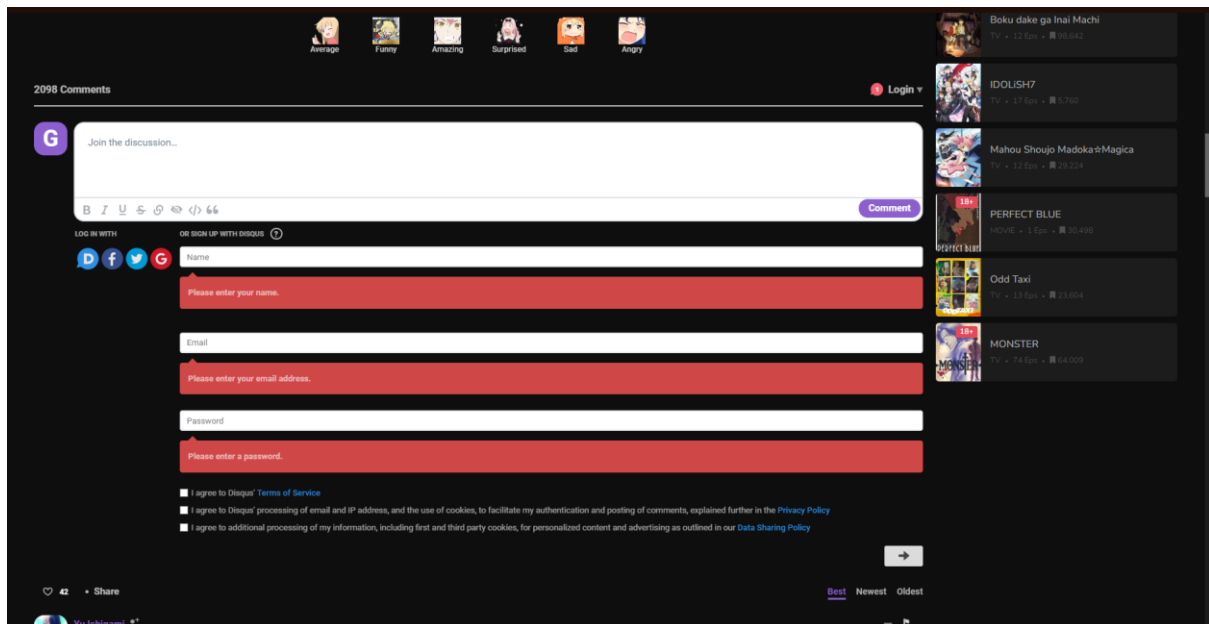 Average Funny Amazing Surprised Sad Angry
2098 Comments
1 Login
G
Join the discussion...
B I U S </>
Comment
LOG IN WITH
OR SIGN UP WITH DISQUS ?
D f G
Name
Please enter your name.
Email
Please enter your email address.
Password
Please enter a password.
I agree to Disqus' Terms of Service
I agree to Disqus' processing of email and IP address, and the use of cookies, to facilitate my authentication and posting of comments, explained further in the Privacy Policy
I agree to additional processing of my information, including first and third party cookies, for personalized content and advertising as outlined in our Data Sharing Policy
42 • Share
Best Newest Oldest
Yu Ishigami
Boku dake ga Inai Machi
TV • 12 Eps • 98,642
IDOLiSH7
TV • 17 Eps • 5,760
Mahou Shoujo Madoka☆Magica
TV • 12 Eps • 29,224
18+
PERFECT BLUE
PERFECT BLUE
MOVIE • 1 Eps • 30,498
Odd Taxi
TV • 13 Eps • 23,604
18+
MONSTER
MONSTER
TV • 74 Eps • 64,009